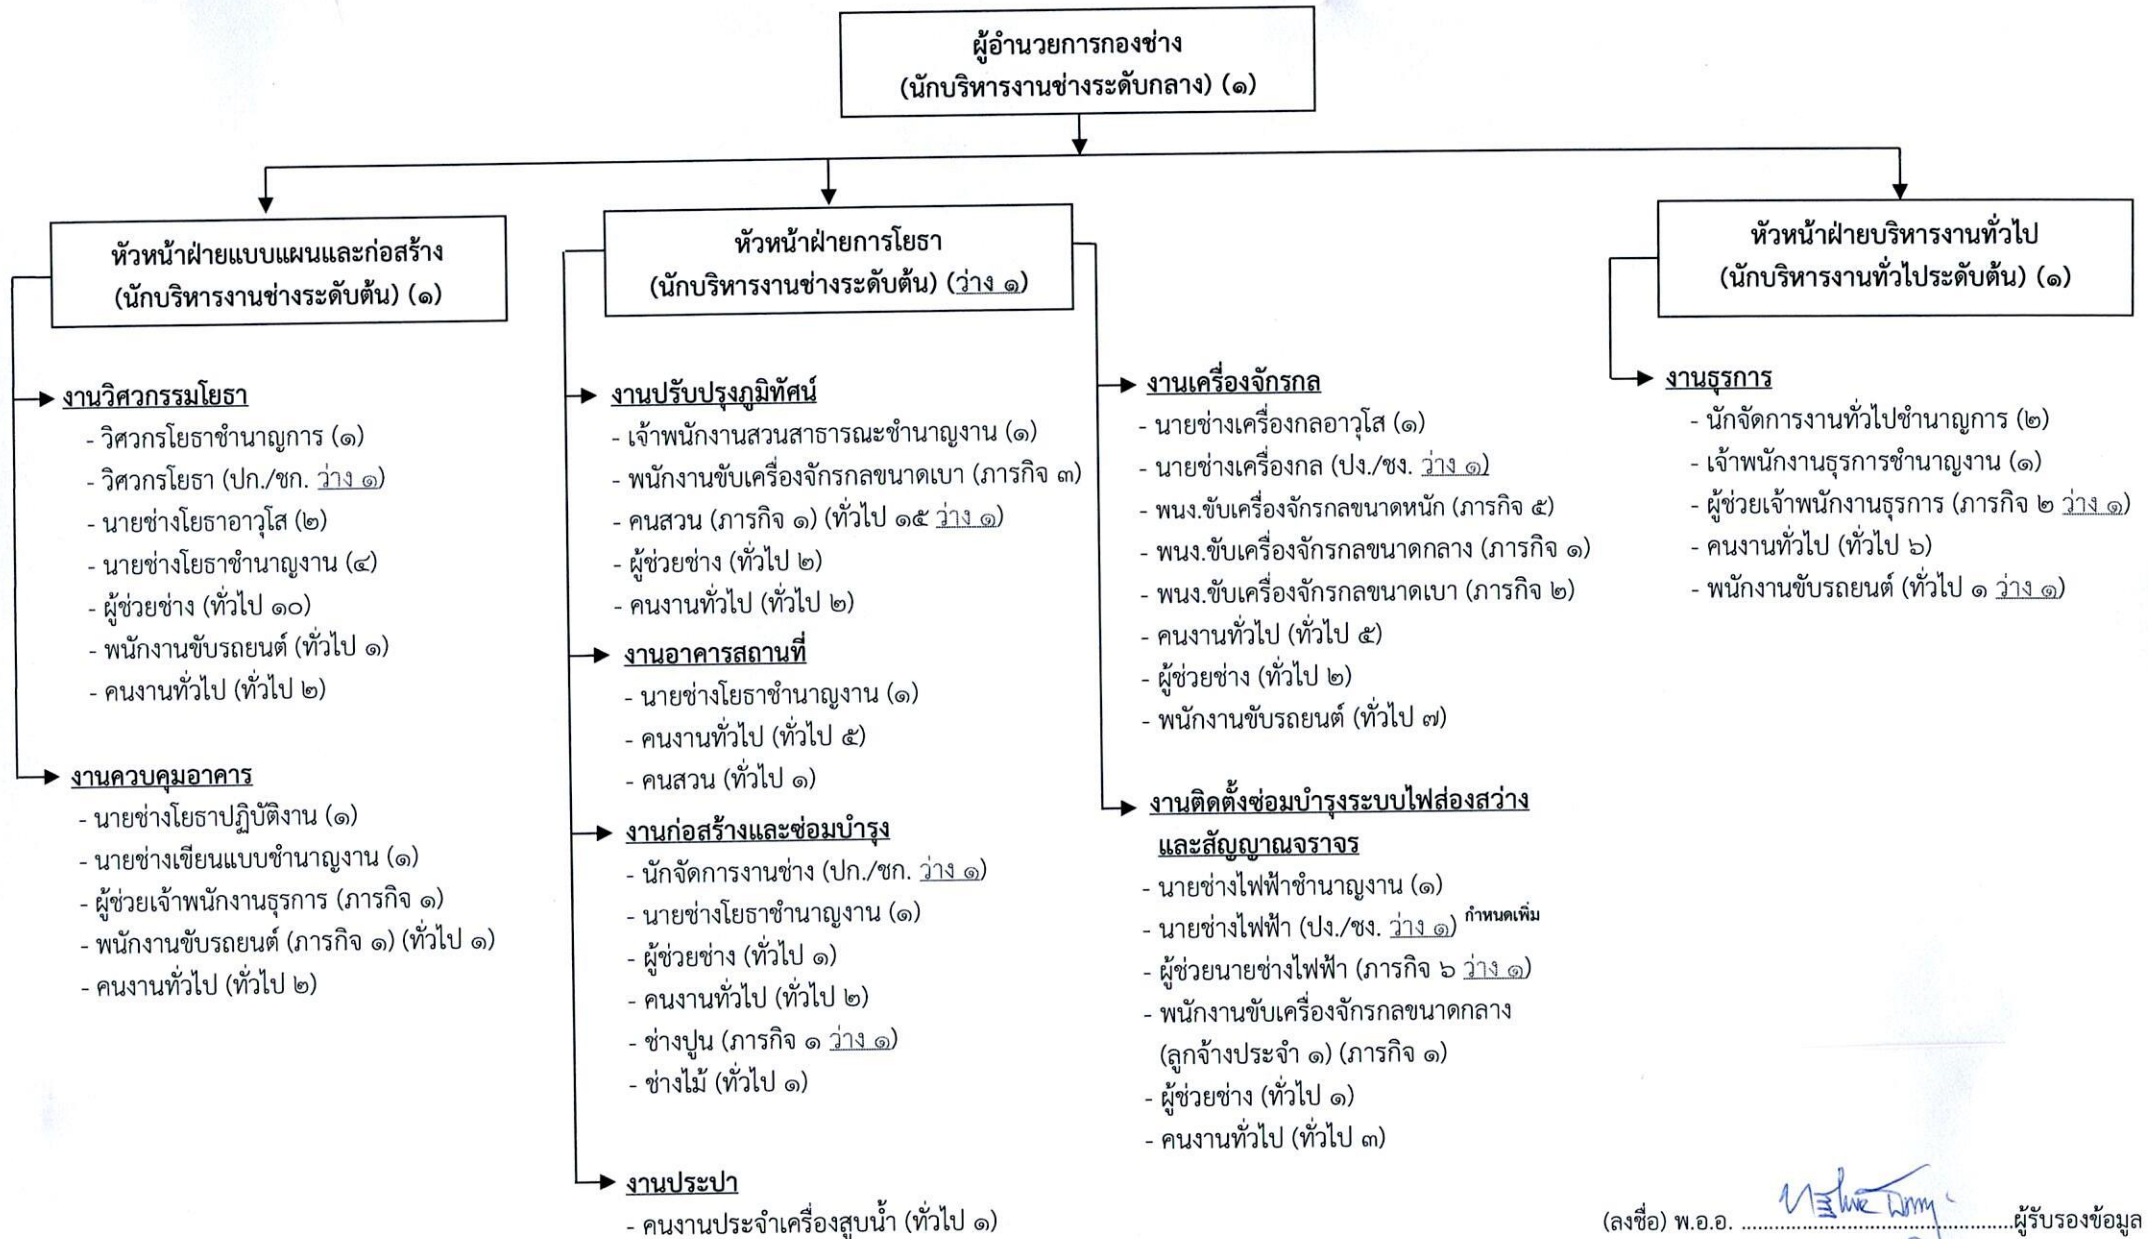 ผู้อำนวยการกองช่าง
(นักบริหารงานช่างระดับกลาง) (๑)
หัวหน้าฝ่ายแบบแผนและก่อสร้าง
(นักบริหารงานช่างระดับต้น) (๑)
งานวิศวกรรมโยธา
- วิศวกรโยธาชำนาญการ (๑)
- วิศวกรโยธา (ปก./ชก. ว่าง ๑)
- นายช่างโยธาอาวุโส (๒)
- นายช่างโยธาชำนาญงาน (๔)
- ผู้ช่วยช่าง (ทั่วไป ๑๐)
- พนักงานขับรถยนต์ (ทั่วไป ๑)
- คนงานทั่วไป (ทั่วไป ๒)
งานควบคุมอาคาร
- นายช่างโยธาปฏิบัติงาน (๑)
- นายช่างเขียนแบบชำนาญงาน (๑)
- ผู้ช่วยเจ้าพนักงานธุรการ (ภารกิจ ๑)
- พนักงานขับรถยนต์ (ภารกิจ ๑) (ทั่วไป ๑)
- คนงานทั่วไป (ทั่วไป ๒)
หัวหน้าฝ่ายการโยธา
(นักบริหารงานช่างระดับต้น) (ว่าง ๑)
งานปรับปรุงภูมิทัศน์
- เจ้าพนักงานสวนสาธารณะชำนาญงาน (๑)
- พนักงานขับเครื่องจักรกลขนาดเบา (ภารกิจ ๓)
- คนสวน (ภารกิจ ๑) (ทั่วไป ๑๕ ว่าง ๑)
- ผู้ช่วยช่าง (ทั่วไป ๒)
- คนงานทั่วไป (ทั่วไป ๒)
งานอาคารสถานที่
- นายช่างโยธาชำนาญงาน (๑)
- คนงานทั่วไป (ทั่วไป ๕)
- คนสวน (ทั่วไป ๑)
งานก่อสร้างและซ่อมบำรุง
- นักจัดการงานช่าง (ปก./ชก. ว่าง ๑)
- นายช่างโยธาชำนาญงาน (๑)
- ผู้ช่วยช่าง (ทั่วไป ๑)
- คนงานทั่วไป (ทั่วไป ๒)
- ช่างปูน (ภารกิจ ๑ ว่าง ๑)
- ช่างไม้ (ทั่วไป ๑)
งานประปา
- คนงานประจำเครื่องสูบน้ำ (ทั่วไป ๑)
งานเครื่องจักรกล
- นายช่างเครื่องกลอาวุโส (๑)
- นายช่างเครื่องกล (ปง./ชง. ว่าง ๑)
- พนง.ขับเครื่องจักรกลขนาดหนัก (ภารกิจ ๕)
- พนง.ขับเครื่องจักรกลขนาดกลาง (ภารกิจ ๑)
- พนง.ขับเครื่องจักรกลขนาดเบา (ภารกิจ ๒)
- คนงานทั่วไป (ทั่วไป ๕)
- ผู้ช่วยช่าง (ทั่วไป ๒)
- พนักงานขับรถยนต์ (ทั่วไป ๗)
งานติดตั้งซ่อมบำรุงระบบไฟส่องสว่าง
และสัญญาณจราจร
- นายช่างไฟฟ้าชำนาญงาน (๑)
- นายช่างไฟฟ้า (ปง./ชง. ว่าง ๑) กำหนดเพิ่ม
- ผู้ช่วยนายช่างไฟฟ้า (ภารกิจ ๖ ว่าง ๑)
- พนักงานขับเครื่องจักรกลขนาดกลาง
(ลูกจ้างประจำ ๑) (ภารกิจ ๑)
- ผู้ช่วยช่าง (ทั่วไป ๑)
- คนงานทั่วไป (ทั่วไป ๓)
หัวหน้าฝ่ายบริหารงานทั่วไป
(นักบริหารงานทั่วไประดับต้น) (๑)
งานธุรการ
- นักจัดการงานทั่วไปชำนาญการ (๒)
- เจ้าพนักงานธุรการชำนาญงาน (๑)
- ผู้ช่วยเจ้าพนักงานธุรการ (ภารกิจ ๒ ว่าง ๑)
- คนงานทั่วไป (ทั่วไป ๖)
- พนักงานขับรถยนต์ (ทั่วไป ๑ ว่าง ๑)
(ลงชื่อ) พ.อ.อ. ........................................ผู้รับรองข้อมูล